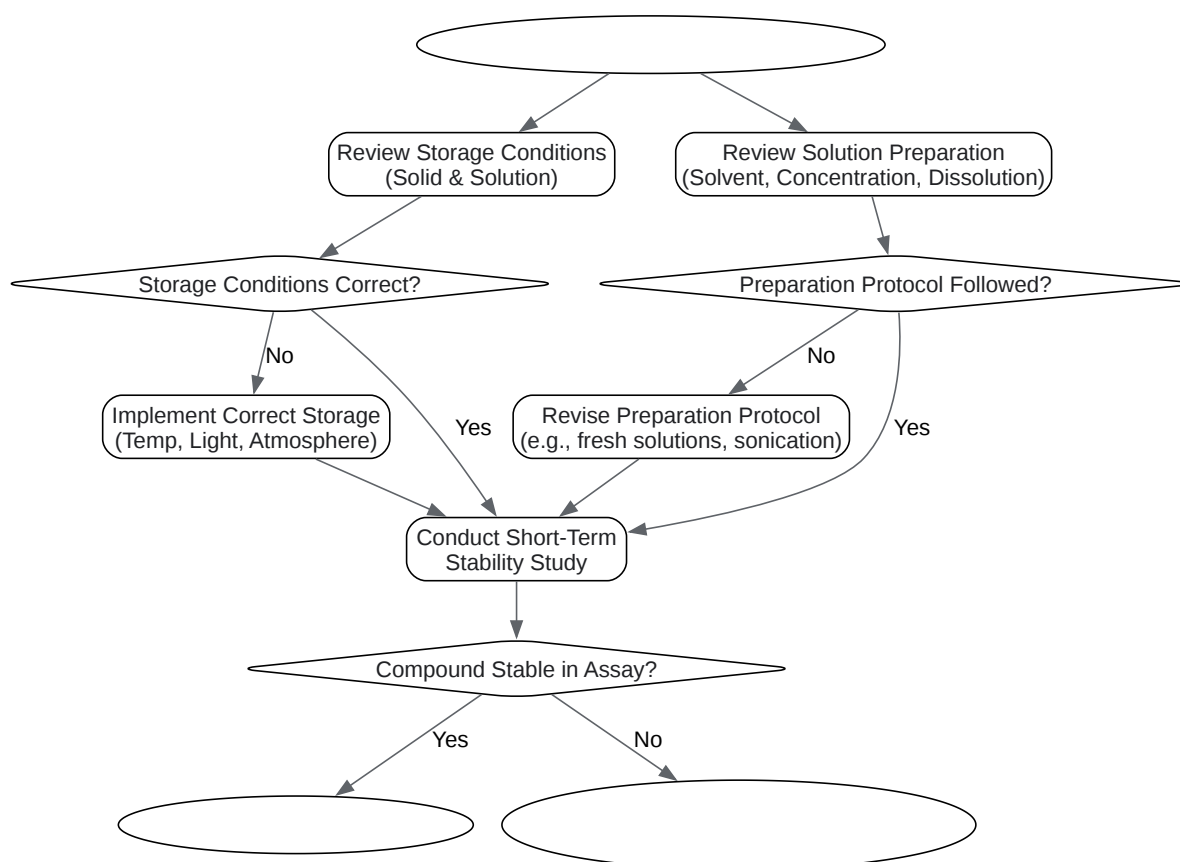 Review Storage Conditions
(Solid & Solution)
Review Solution Preparation
(Solvent, Concentration, Dissolution)
Storage Conditions Correct?
Preparation Protocol Followed?
No
No
Implement Correct Storage
(Temp, Light, Atmosphere)
Yes
Revise Preparation Protocol
(e.g., fresh solutions, sonication)
Yes
Conduct Short-Term
Stability Study
Compound Stable in Assay?
Yes
No